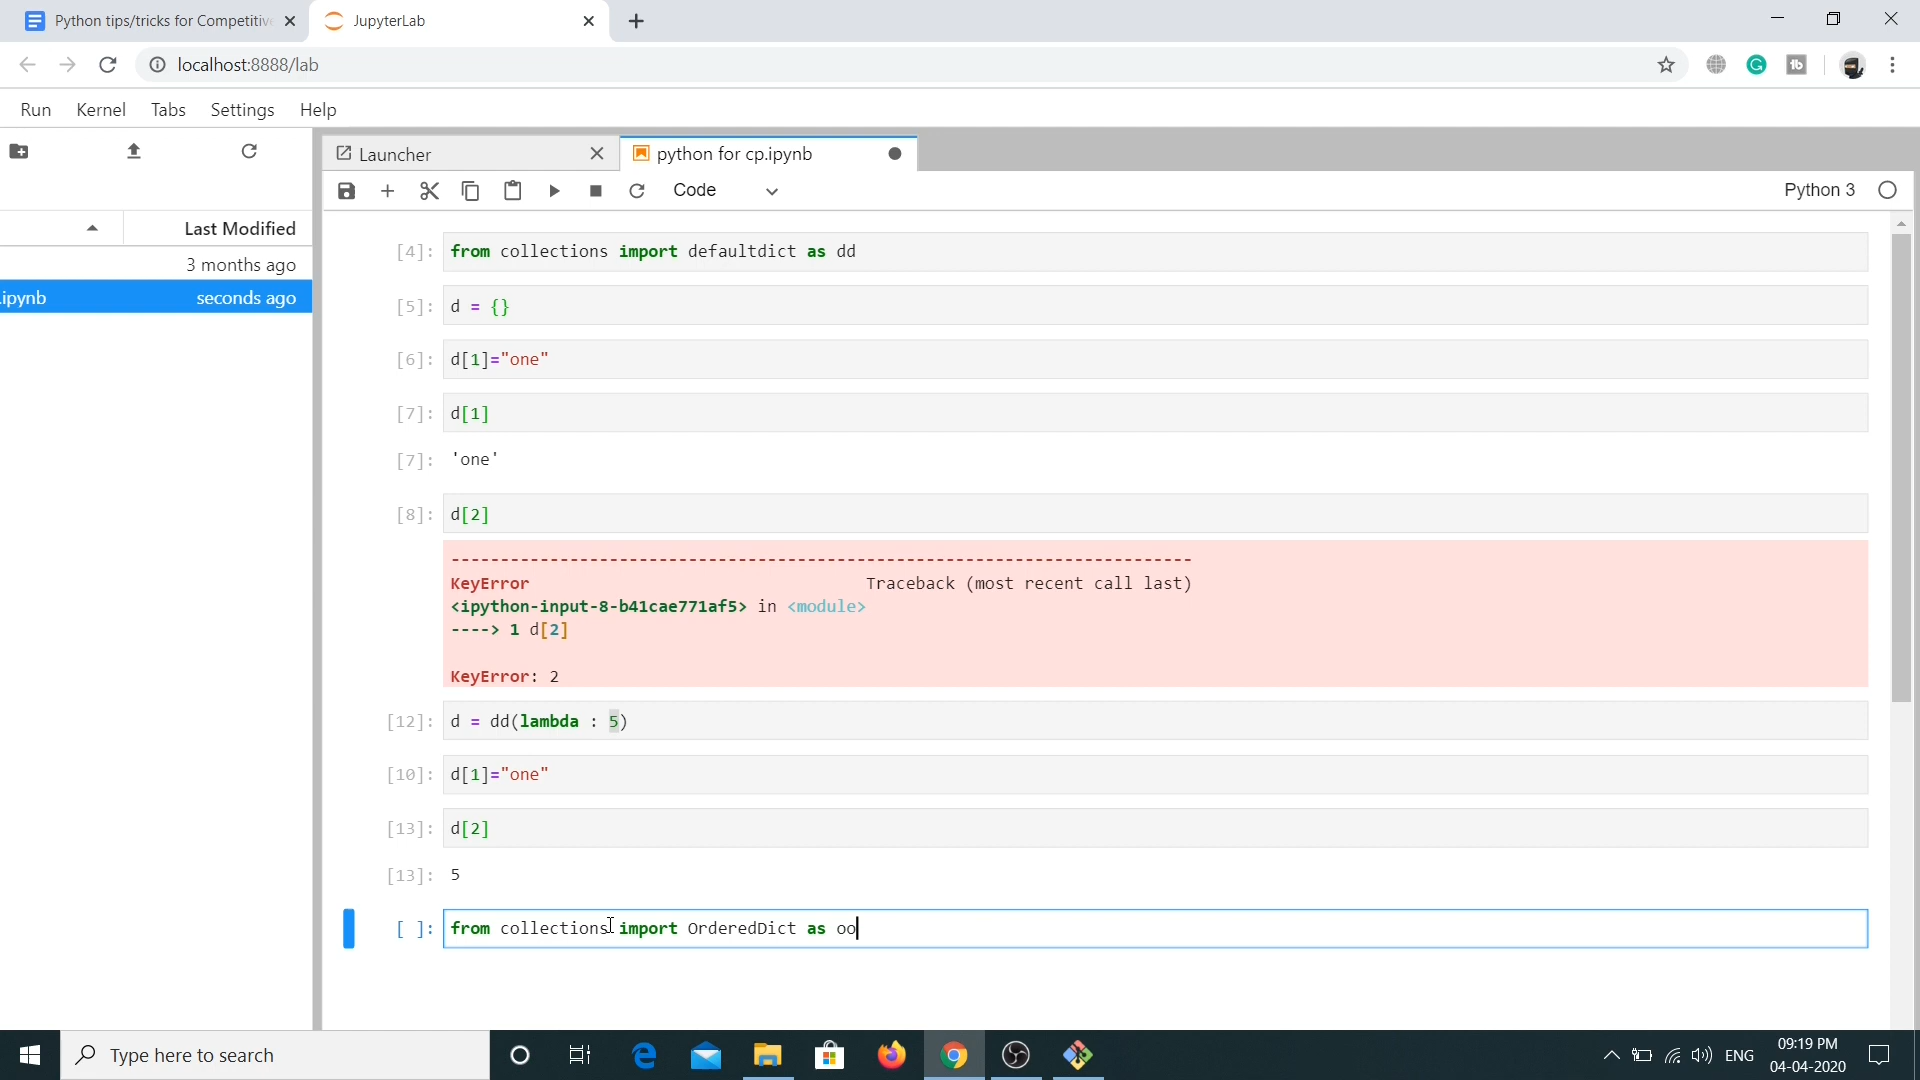 Python tips/tricks for Competitive
JupyterLab
localhost:8888/lab
Run Kernel Tabs Settings Help
Launcher
python for cp.ipynb
Code
Python 3
Last Modified
3 months ago
.ipynb seconds ago
[4]: from collections import defaultdict as dd
[5]: d = {}
[6]: d[1]="one"
[7]: d[1]
[7]: 'one'
[8]: d[2]
---------------------------------------------------------------------------
KeyError Traceback (most recent call last)
<ipython-input-8-b41cae771af5> in <module>
----> 1 d[2]
KeyError: 2
[12]: d = dd(lambda : 5)
[10]: d[1]="one"
[13]: d[2]
[13]: 5
[ ]: from collections import OrderedDict as oo
Type here to search
ENG
09:19 PM
04-04-2020